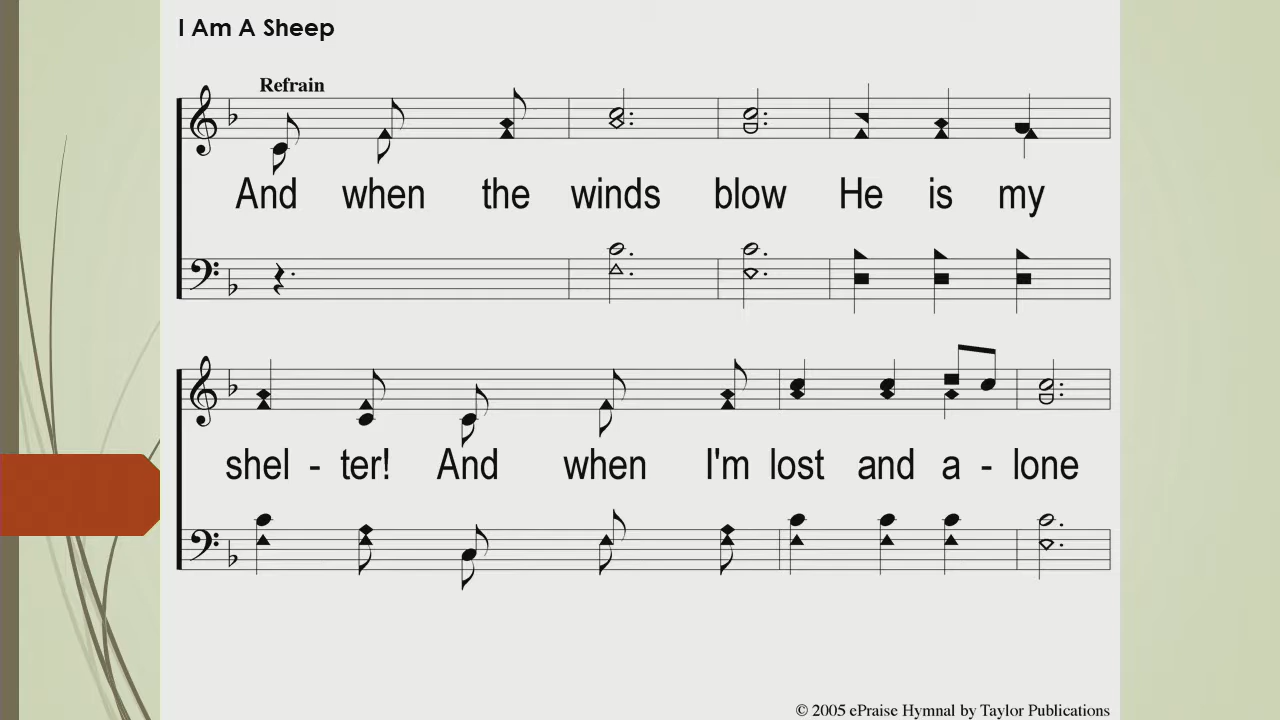 I Am A Sheep
Refrain
And when the winds blow He is my
shel - ter! And when I'm lost and a - lone
© 2005 ePraise Hymnal by Taylor Publications